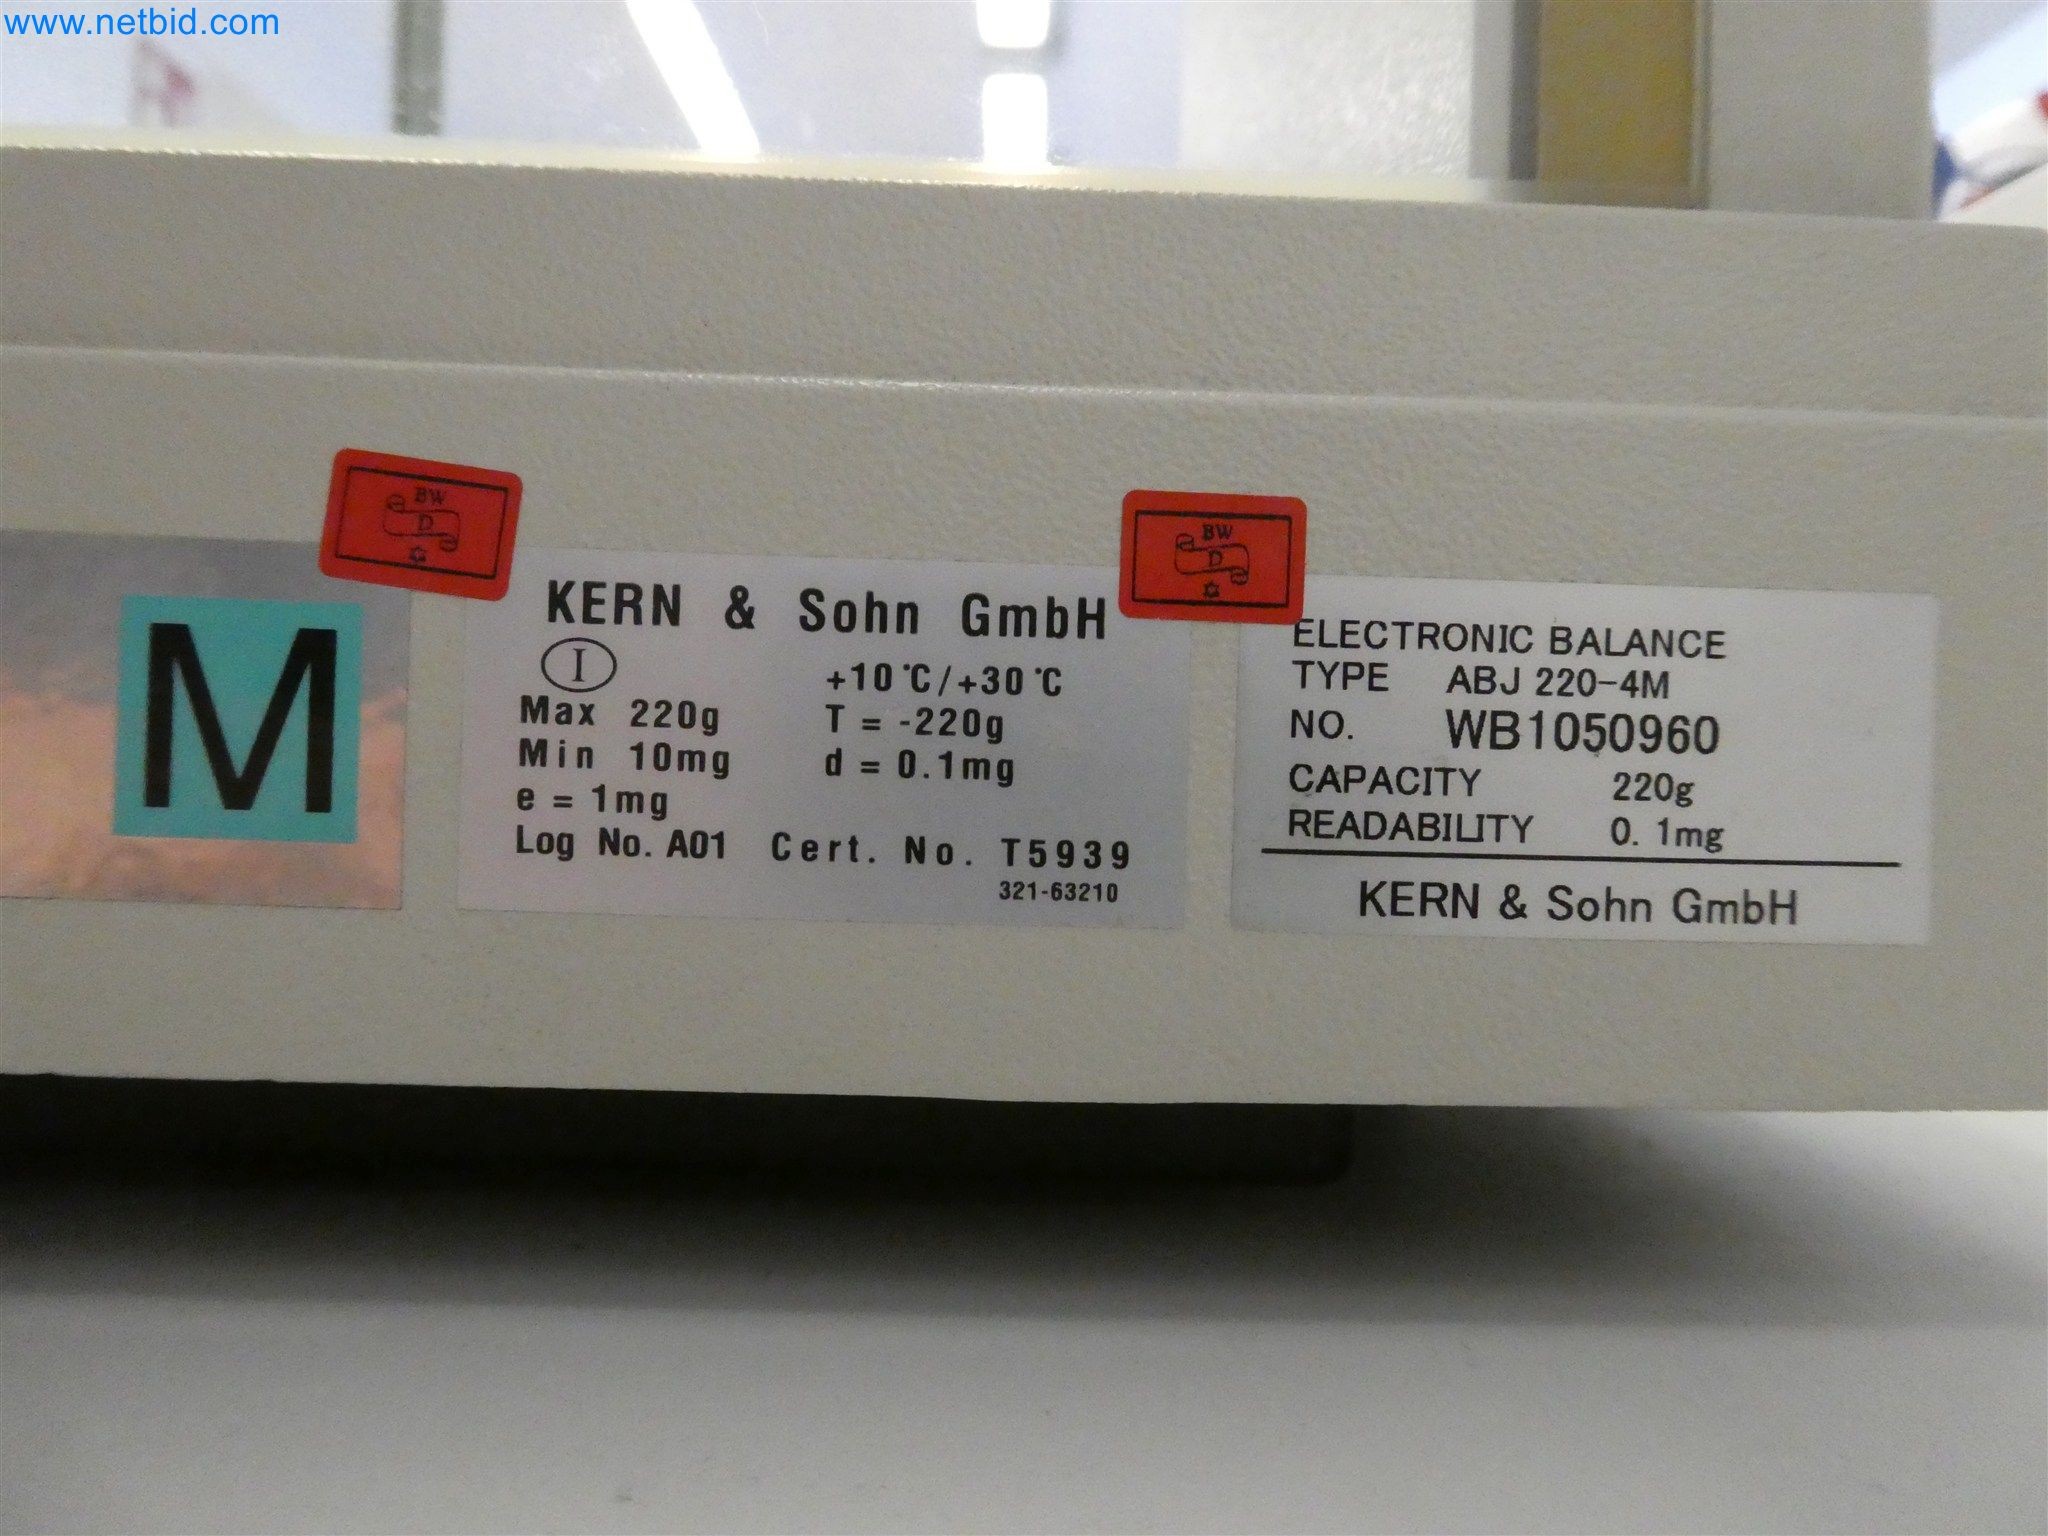 www.netbid.com
BW
D
BW
D
M
KERN & Sohn GmbH
I
+10°C/+30°C
Max 220g
T = -220g
Min 10mg
d = 0.1mg
e = 1mg
Log No. A01 Cert. No. T5939
321-63210
ELECTRONIC BALANCE
TYPE ABJ 220-4M
NO. WB1050960
CAPACITY 220g
READABILITY 0.1mg
KERN & Sohn GmbH